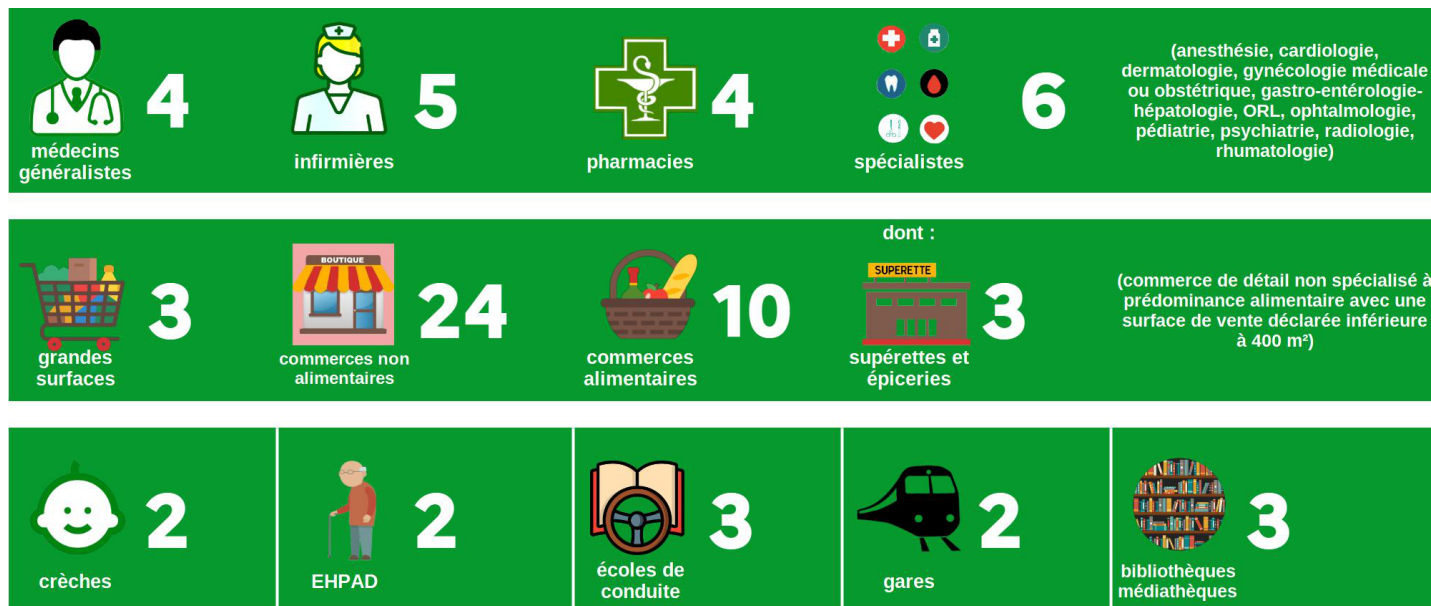 4
médecins
généralistes
5
infirmières
4
pharmacies
6
spécialistes
(anesthésie, cardiologie,
dermatologie, gynécologie médicale
ou obstétrique, gastro-entérologie-
hépatologie, ORL, ophtalmologie,
pédiatrie, psychiatrie, radiologie,
rhumatologie)
3
grandes
surfaces
BOUTIQUE
24
commerces non
alimentaires
10
commerces
alimentaires
dont :
SUPERETTE
3
supérettes et
épiceries
(commerce de détail non spécialisé à
prédominance alimentaire avec une
surface de vente déclarée inférieure
à 400 m²)
2
crèches
2
EHPAD
3
écoles de
conduite
2
gares
3
bibliothèques
médiathèques